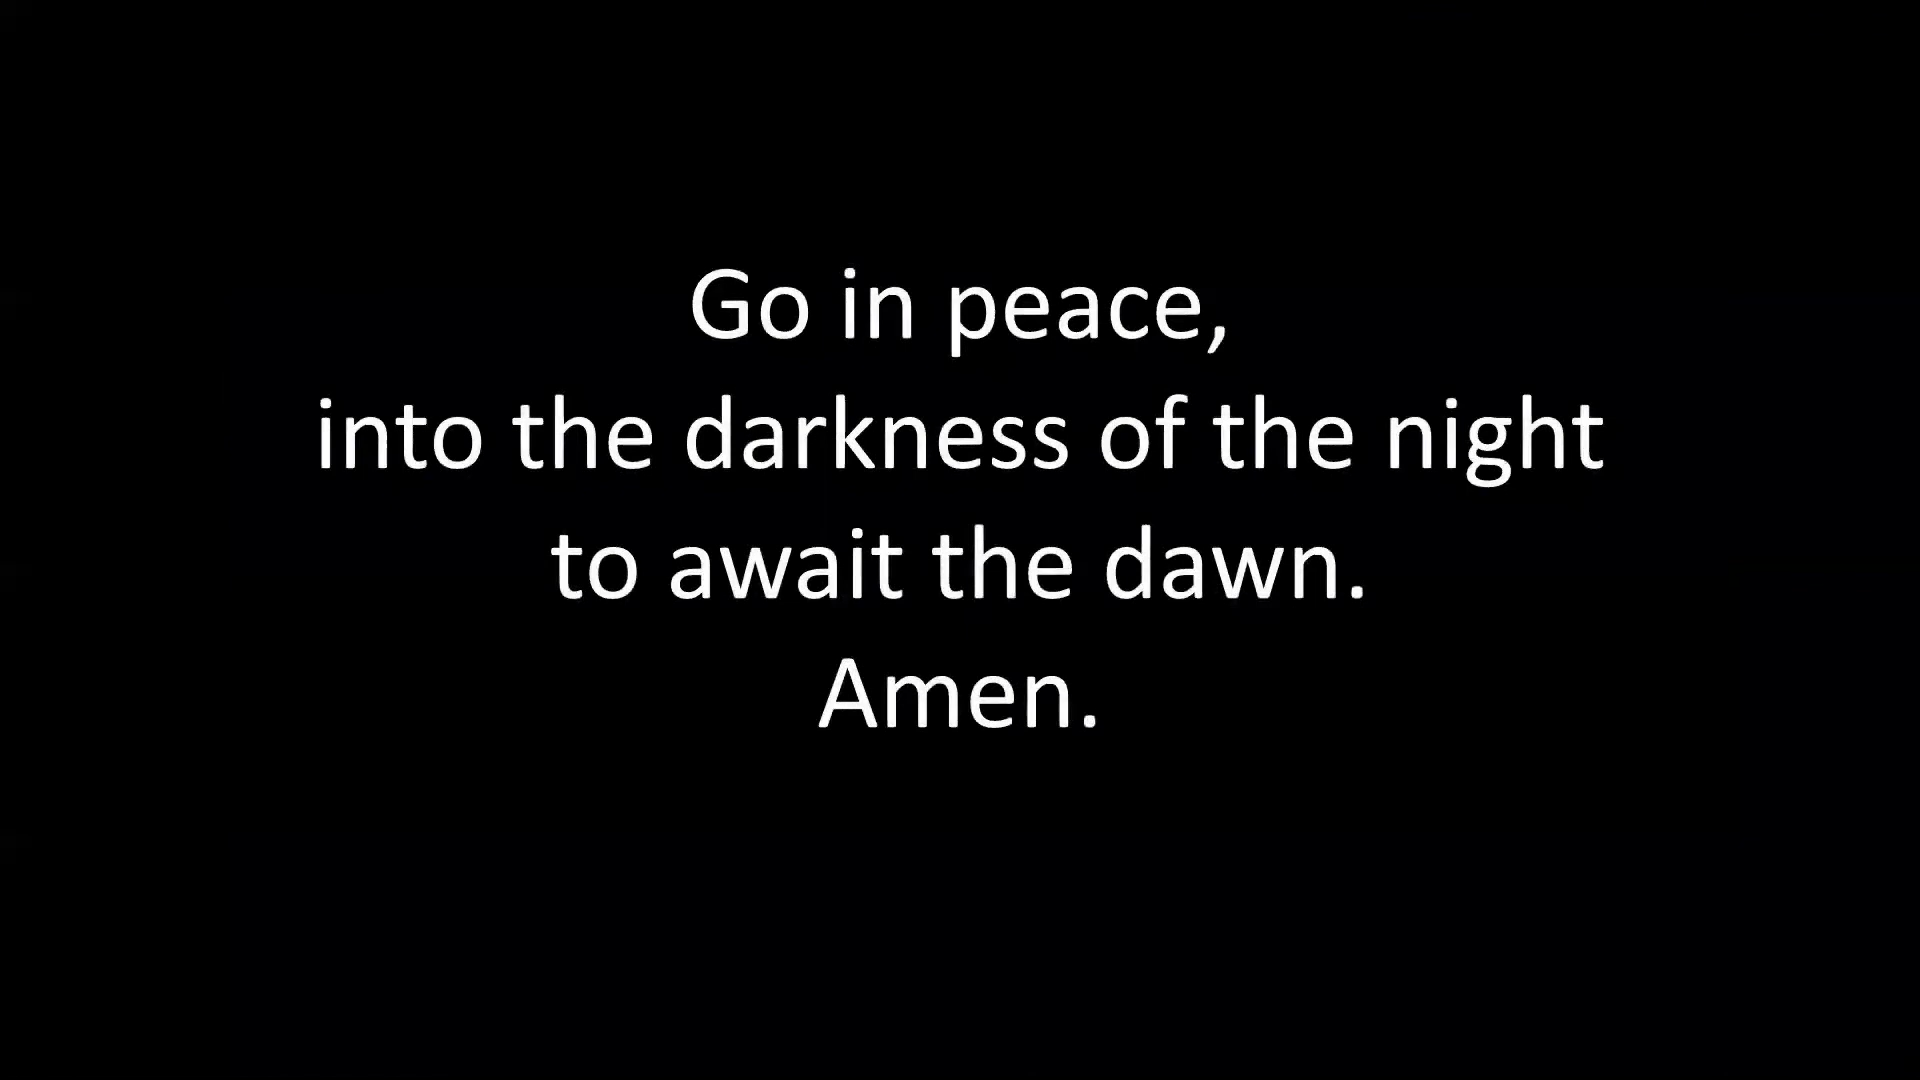 Go in peace,
into the darkness of the night
to await the dawn.
Amen.